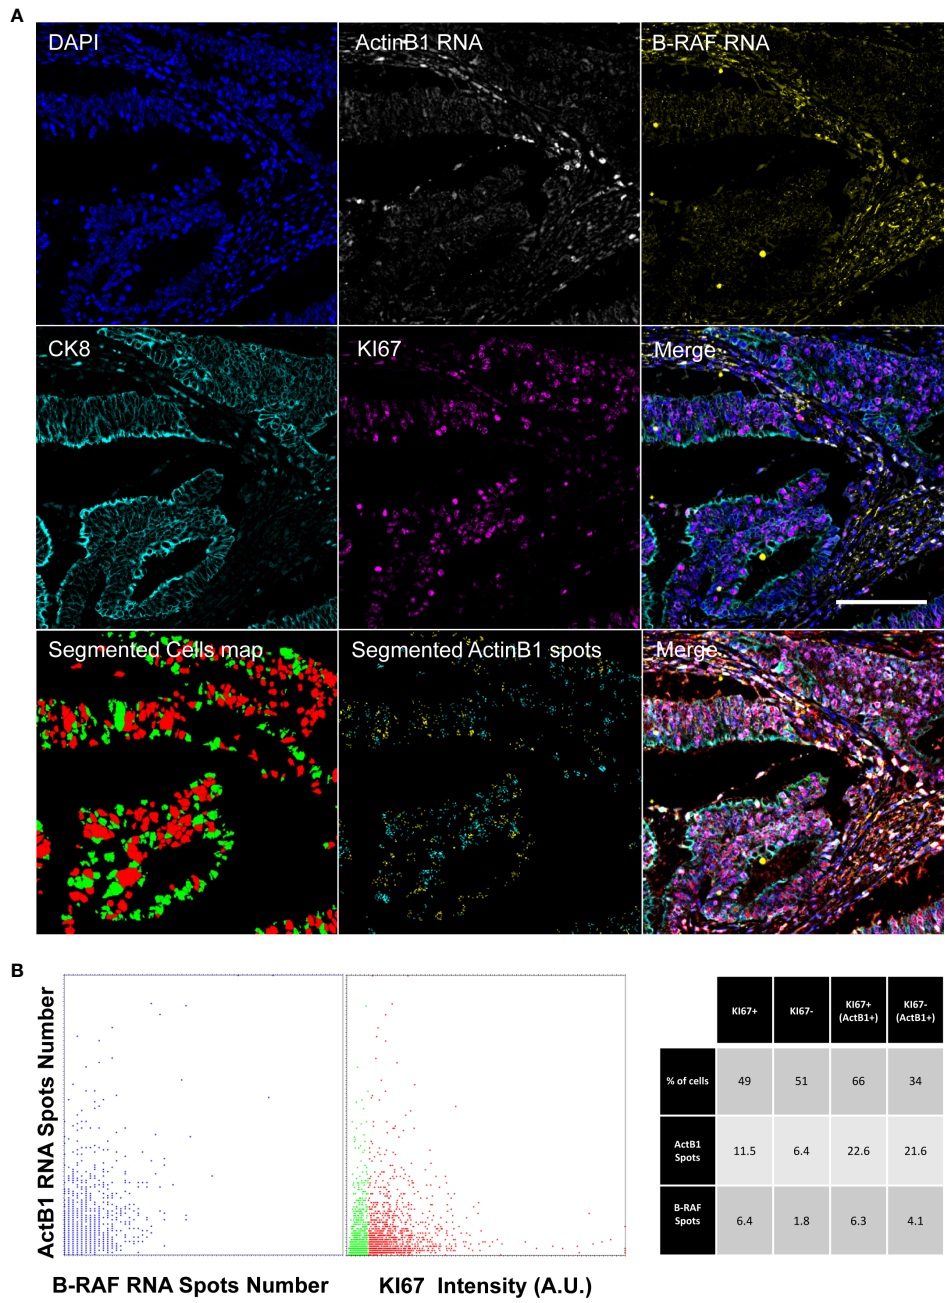 A
DAPI
ActinB1 RNA
B-RAF RNA
CK8
KI67
Merge
Segmented Cells map
Segmented ActinB1 spots
Merge
B
ActB1 RNA Spots Number
B-RAF RNA Spots Number
KI67 Intensity (A.U.)
KI67+ KI67- KI67+ KI67-
(ActB1+) (ActB1+)
% of cells 49 51 66 34
ActB1
Spots 11.5 6.4 22.6 21.6
B-RAF
Spots 6.4 1.8 6.3 4.1